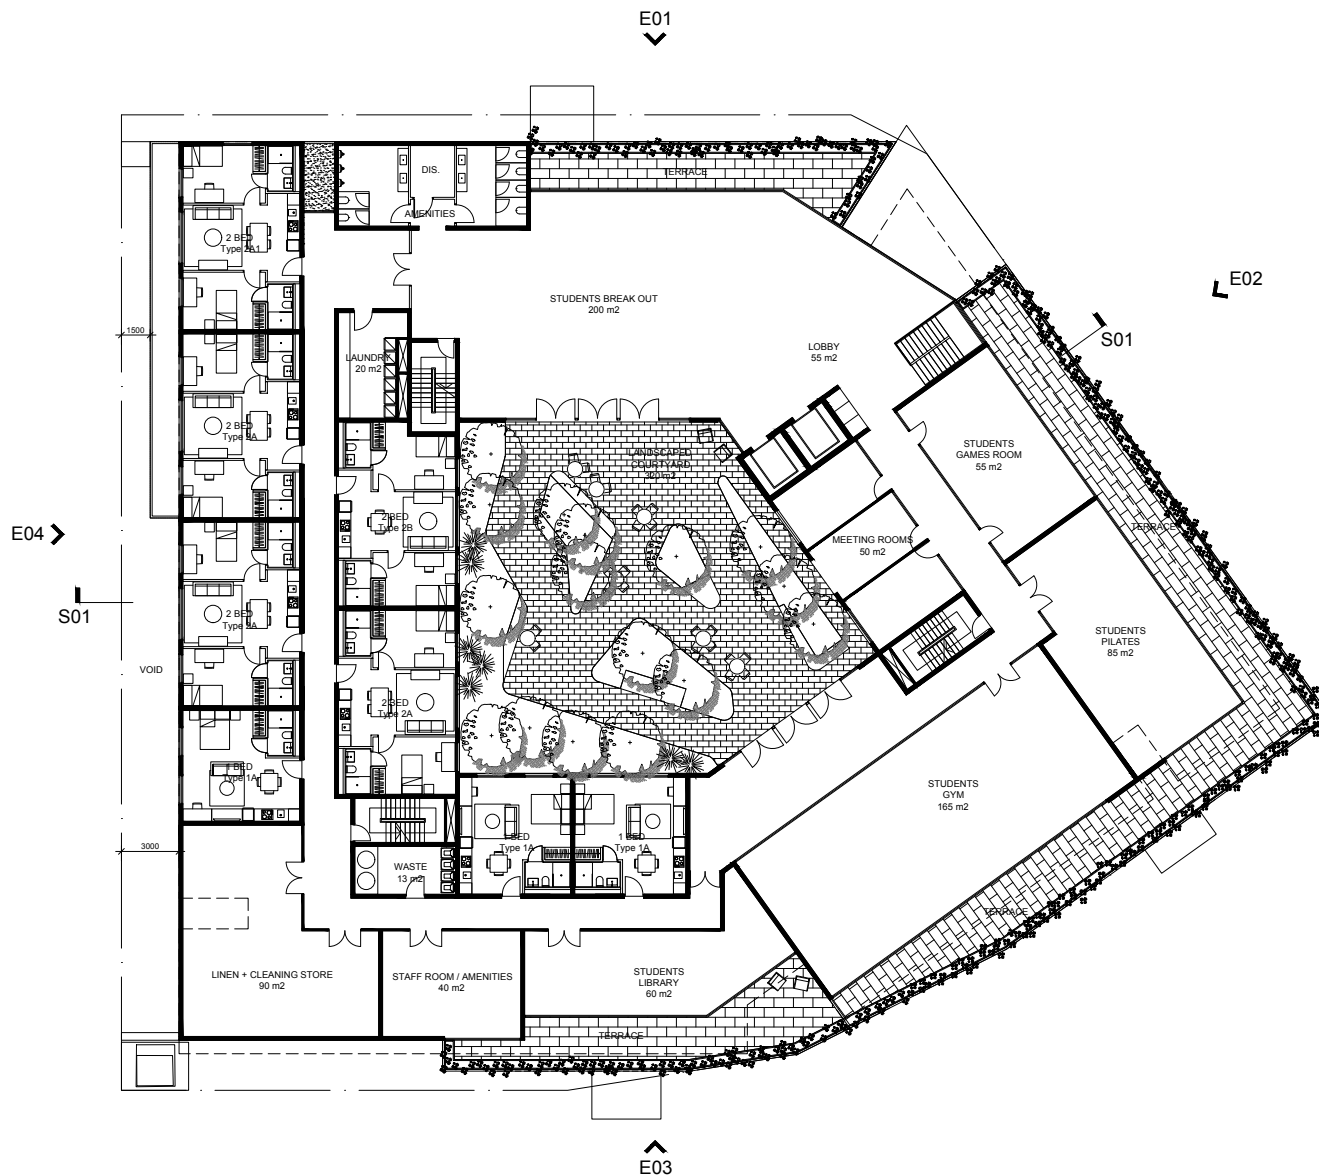 E01
DIS.
TERRACE
AMENITIES
2 BED
Type 2A1
E02
STUDENTS BREAK OUT
200 m2
1500
S01
LOBBY
55 m2
LAUNDRY
20 m2
2 BED
Type 2A
STUDENTS
GAMES ROOM
55 m2
LANDSCAPED
COURTYARD
320 m2
2 BED
Type 2B
TERRACE
E04
MEETING ROOMS
50 m2
S01
2 BED
Type 2A
STUDENTS
PILATES
85 m2
VOID
2 BED
Type 2A
1 BED
Type 1A
STUDENTS
GYM
165 m2
3000
1 BED
Type 1A
1 BED
Type 1A
WASTE
13 m2
TERRACE
LINEN + CLEANING STORE
90 m2
STAFF ROOM / AMENITIES
40 m2
STUDENTS
LIBRARY
60 m2
TERRACE
E03